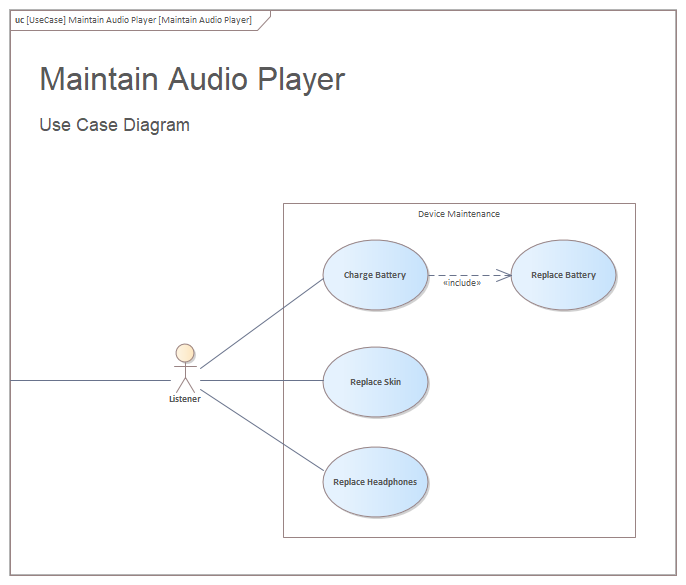 uc [UseCase] Maintain Audio Player [Maintain Audio Player]
Maintain Audio Player
Use Case Diagram
Device Maintenance
Charge Battery
«include»
Replace Battery
Listener
Replace Skin
Replace Headphones